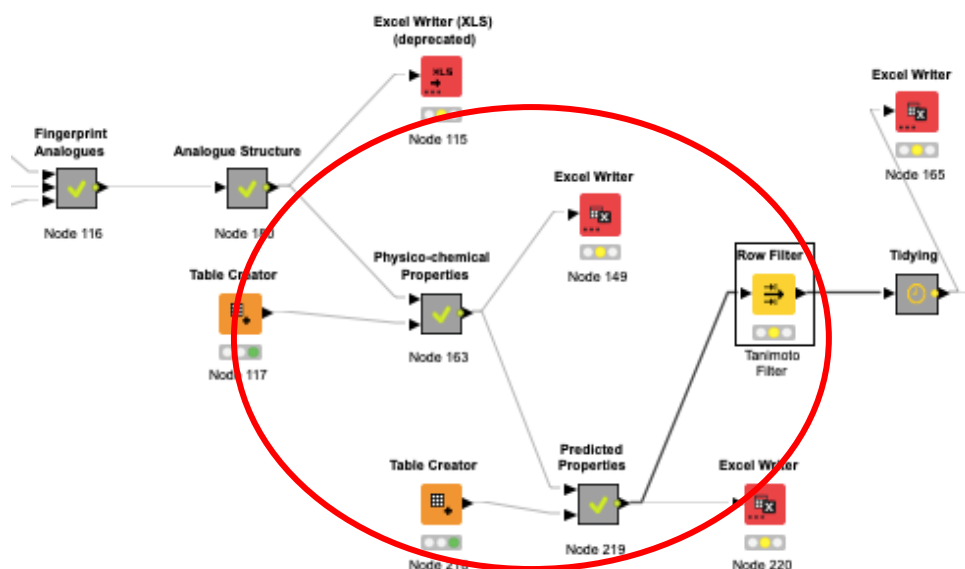 Excel Writer (XLS)
(deprecated)
XLS
Node 115
Excel Writer
Node 165
Fingerprint
Analogues
Node 116
Analogue Structure
Node
Excel Writer
Node 149
Physico-chemical
Properties
Node 163
Table Creator
Node 117
Row Filter
Tanimoto
Filter
Tidying
Predicted
Properties
Node 219
Table Creator
Node
Excel Writer
Node 220